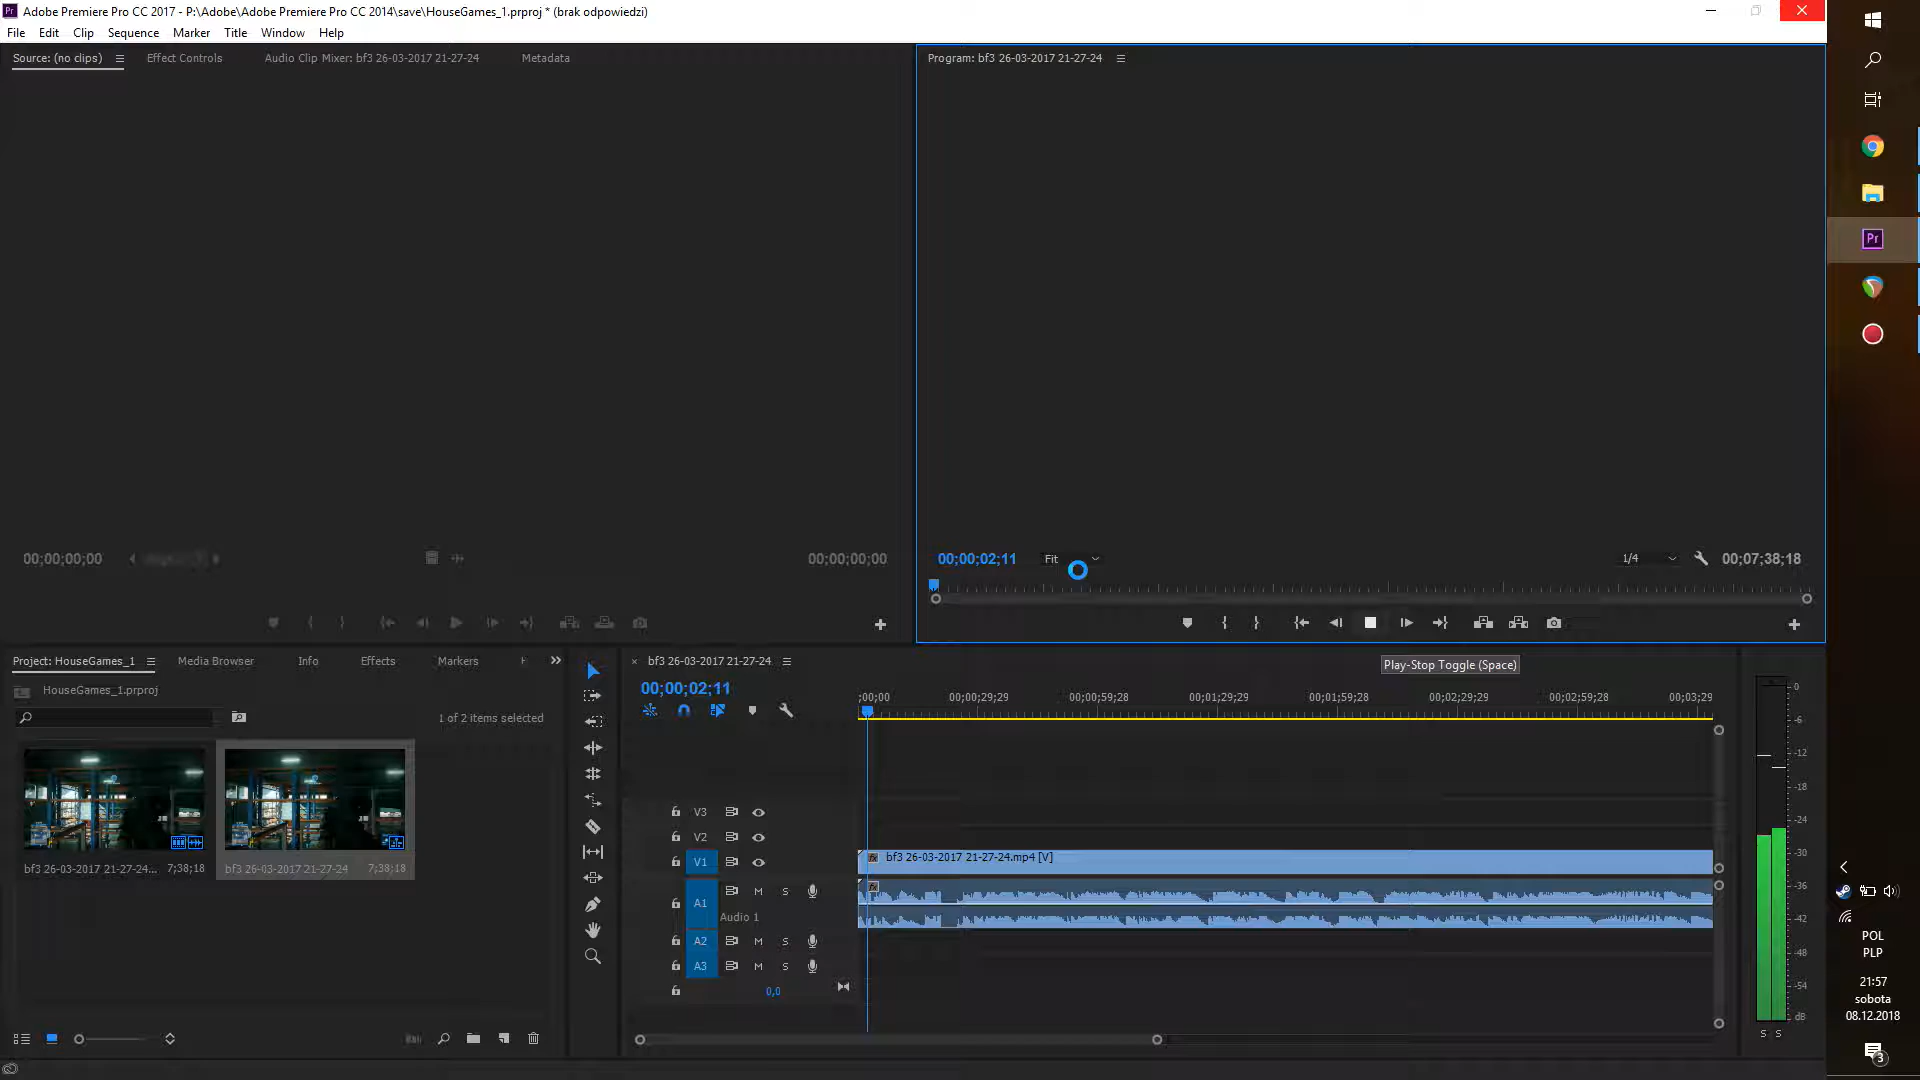 Adobe Premiere Pro CC 2017 - P:\Adobe\Adobe Premiere Pro CC 2014\save\HouseGames_1.prproj * (brak odpowiedzi)
File Edit Clip Sequence Marker Title Window Help
Source: (no clips) Effect Controls Audio Clip Mixer: bf3 26-03-2017 21-27-24 Metadata
Program: bf3 26-03-2017 21-27-24
00;00;00;00
00;00;00;00
00;00;02;11 Fit 1/4 00;07;38;18
Play-Stop Toggle (Space)
Project: HouseGames_1 Media Browser Info Effects Markers
HouseGames_1.prproj
1 of 2 items selected
bf3 26-03-2017 21-27-24... 7;38;18
bf3 26-03-2017 21-27-24 7;38;18
× bf3 26-03-2017 21-27-24
00;00;02;11
;00;00 00;00;29;29 00;00;59;28 00;01;29;29 00;01;59;28 00;02;29;29 00;02;59;28 00;03;29
V3
V2
V1 fx bf3 26-03-2017 21-27-24.mp4 [V]
A1 M S fx
Audio 1
A2 M S
A3 M S
0,0
0
-6
-12
-18
-24
-30
-36
-42
-48
-54
dB
S S
Pr
POL
PLP
21:57
sobota
08.12.2018
3